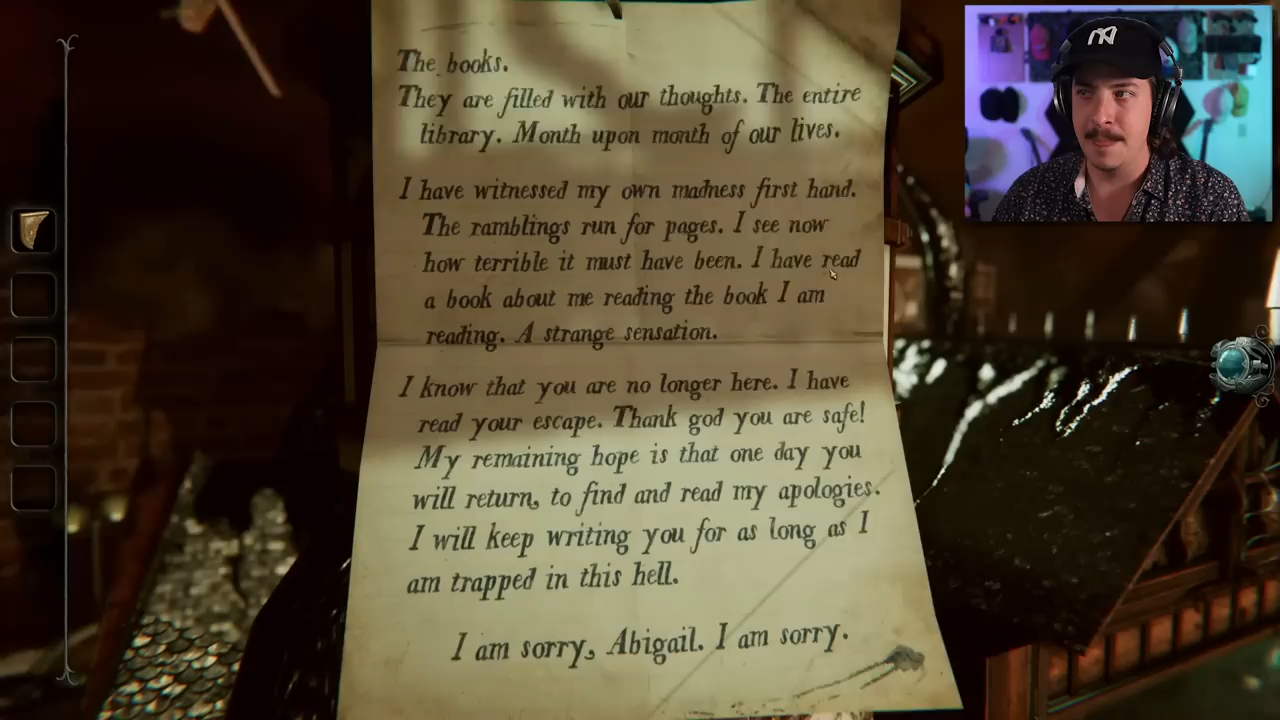 The books.
They are filled with our thoughts. The entire
library. Month upon month of our lives.
I have witnessed my own madness first hand.
The ramblings run for pages. I see now
how terrible it must have been. I have read
a book about me reading the book I am
reading. A strange sensation.
I know that you are no longer here. I have
read your escape. Thank god you are safe!
My remaining hope is that one day you
will return, to find and read my apologies.
I will keep writing you for as long as I
am trapped in this hell.
I am sorry, Abigail. I am sorry.